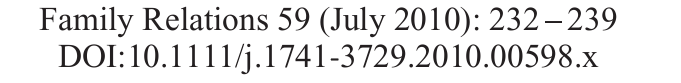 Family Relations 59 (July 2010): 232–239
DOI:10.1111/j.1741-3729.2010.00598.x